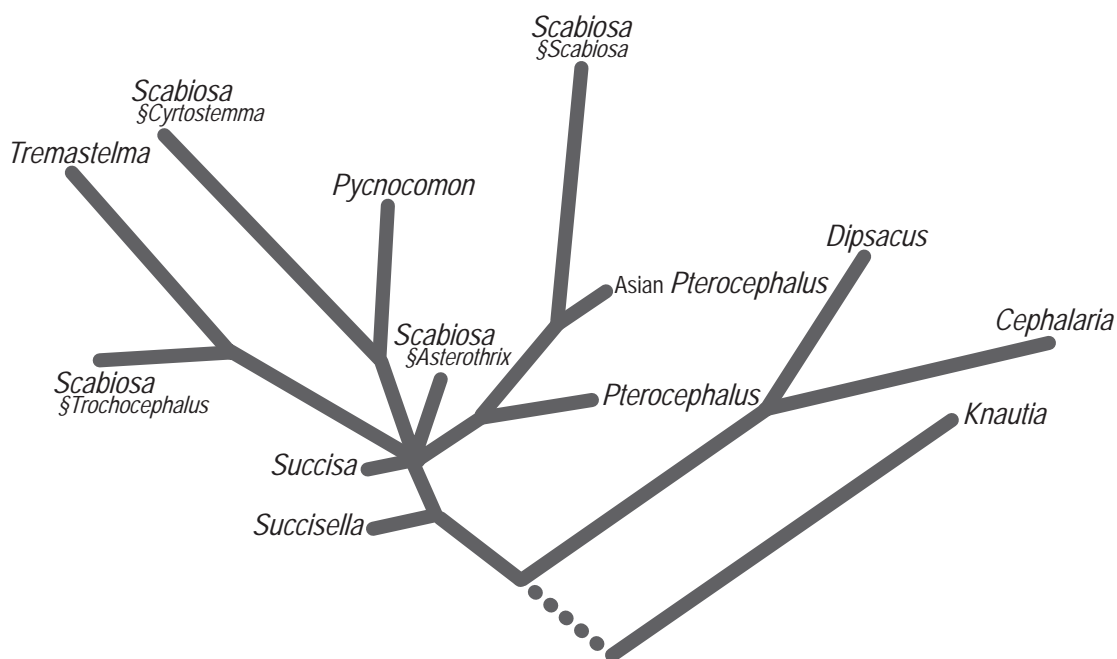 Scabiosa
§Scabiosa
Scabiosa
§Cyrtostemma
Tremastelma
Pycnocomon
Dipsacus
Asian Pterocephalus
Cephalaria
Scabiosa
§Asterothrix
Scabiosa
§Trochocephalus
Pterocephalus
Knautia
Succisa
Succisella